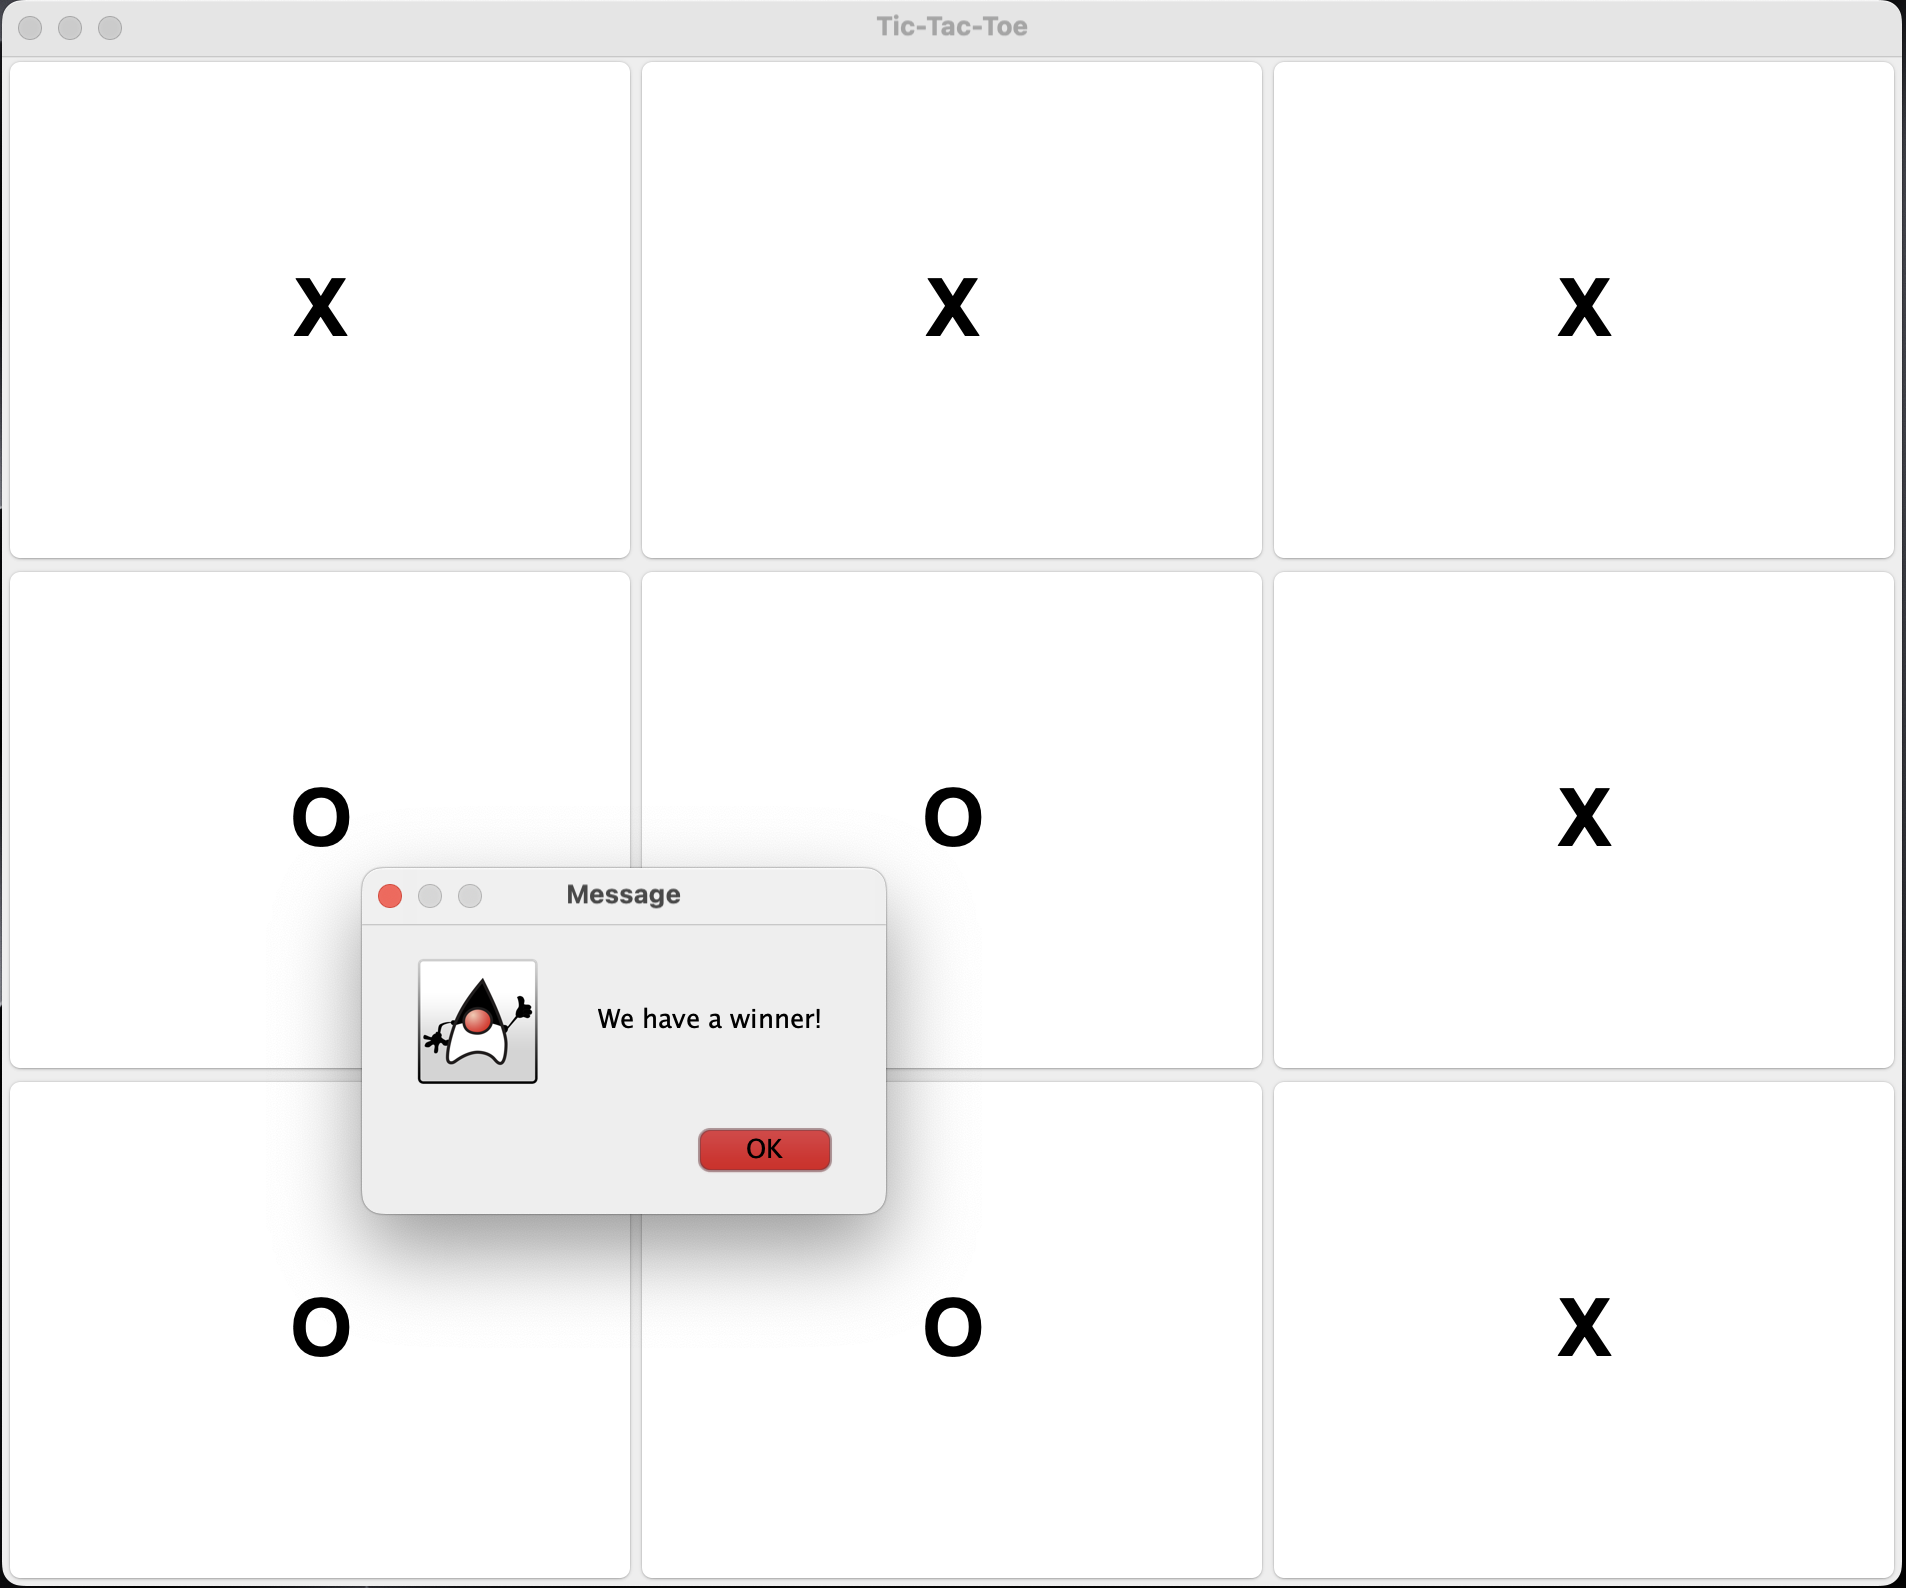 Tic-Tac-Toe
X X X
O O X
Message
We have a winner!
OK
O O X